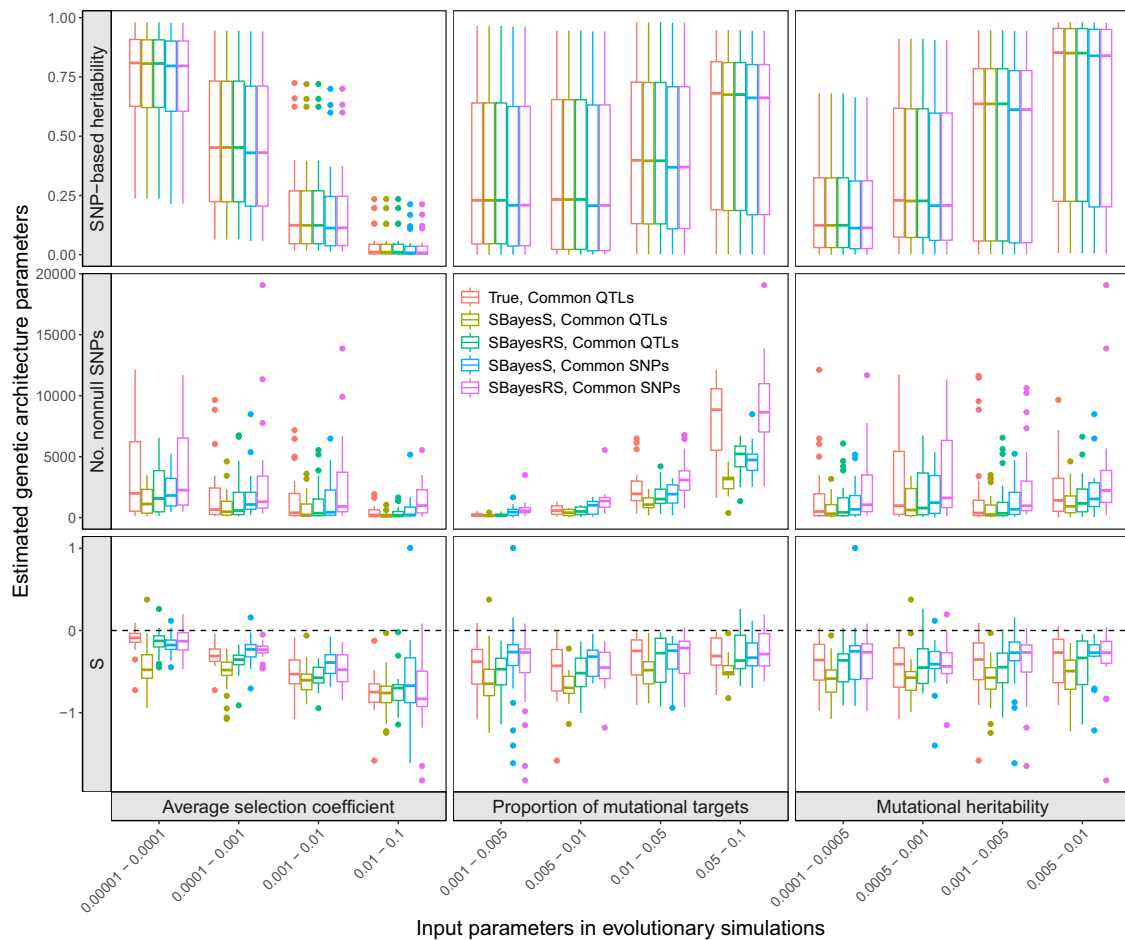 Estimated genetic architecture parameters
SNP−based heritability
1.00
0.75
0.50
0.25
0.00
No. nonnull SNPs
20000
15000
10000
5000
0
True, Common QTLs
SBayesS, Common QTLs
SBayesRS, Common QTLs
SBayesS, Common SNPs
SBayesRS, Common SNPs
S
1
0
−1
Average selection coefficient
Proportion of mutational targets
Mutational heritability
0.00001 − 0.0001
0.0001 − 0.001
0.001 − 0.01
0.01 − 0.1
0.001 − 0.005
0.005 − 0.01
0.01 − 0.05
0.05 − 0.1
0.0001 − 0.0005
0.0005 − 0.001
0.001 − 0.005
0.005 − 0.01
Input parameters in evolutionary simulations